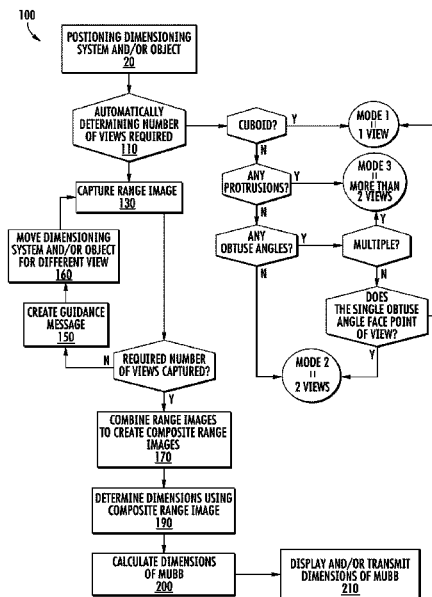 100
POSTIONING DIMENSIONING
SYSTEM AND/OR OBJECT
20
AUTOMATICALLY
DETERMINING NUMBER
OF VIEWS REQUIRED
110
CUBOID?
Y
MODE 1
=
1 VIEW
N
CAPTURE RANGE IMAGE
130
ANY
PROTRUSIONS?
Y
MODE 3
=
MORE THAN
2 VIEWS
N
Y
MOVE DIMENSIONING
SYSTEM AND/OR OBJECT
FOR DIFFERENT VIEW
160
ANY
OBTUSE ANGLES?
Y
MULTIPLE?
N
N
DOES
THE SINGLE OBTUSE
ANGLE FACE POINT
OF VIEW?
N
Y
CREATE GUIDANCE
MESSAGE
150
N
REQUIRED NUMBER
OF VIEWS CAPTURED?
Y
MODE 2
=
2 VIEWS
COMBINE RANGE IMAGES
TO CREATE COMPOSITE RANGE
IMAGES
170
DETERMINE DIMENSIONS USING
COMPOSITE RANGE IMAGE
190
CALCULATE DIMENSIONS
OF MUBB
200
DISPLAY AND/OR TRANSMIT
DIMENSIONS OF MUBB
210